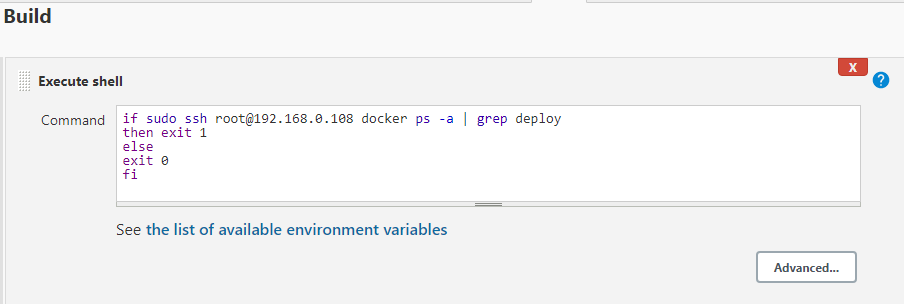 Build
X
Execute shell
?
Command
if sudo ssh root@192.168.0.108 docker ps -a | grep deploy
then exit 1
else
exit 0
fi
See the list of available environment variables
Advanced...